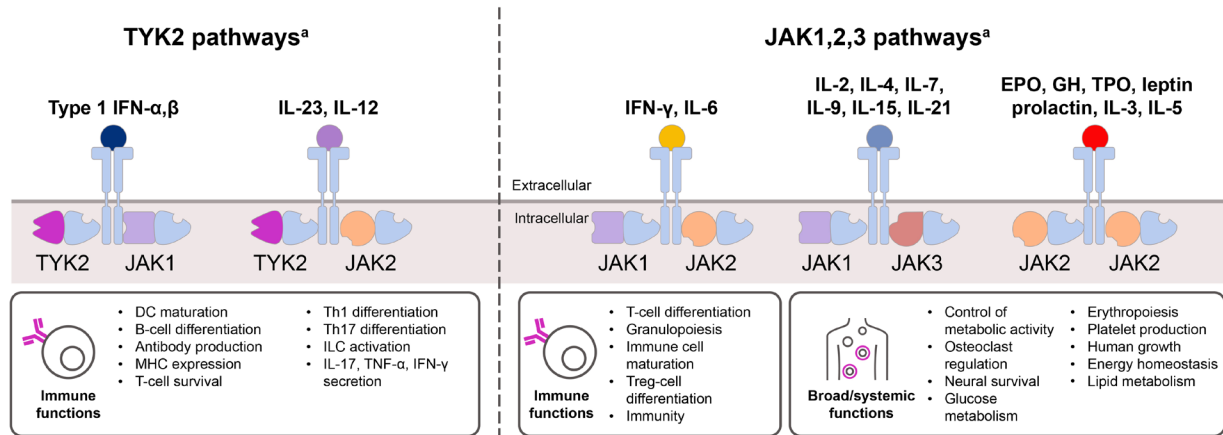 TYK2 pathwaysᵃ
JAK1,2,3 pathwaysᵃ
Type 1 IFN-α,β
IL-23, IL-12
IFN-γ, IL-6
IL-2, IL-4, IL-7,
IL-9, IL-15, IL-21
EPO, GH, TPO, leptin
prolactin, IL-3, IL-5
Extracellular
Intracellular
TYK2
JAK1
TYK2
JAK2
JAK1
JAK2
JAK1
JAK3
JAK2
JAK2
Immune
functions
• DC maturation
• B-cell differentiation
• Antibody production
• MHC expression
• T-cell survival
• Th1 differentiation
• Th17 differentiation
• ILC activation
• IL-17, TNF-α, IFN-γ
secretion
Immune
functions
• T-cell differentiation
• Granulopoiesis
• Immune cell
maturation
• Treg-cell
differentiation
• Immunity
Broad/systemic
functions
• Control of
metabolic activity
• Osteoclast
regulation
• Neural survival
• Glucose
metabolism
• Erythropoiesis
• Platelet production
• Human growth
• Energy homeostasis
• Lipid metabolism